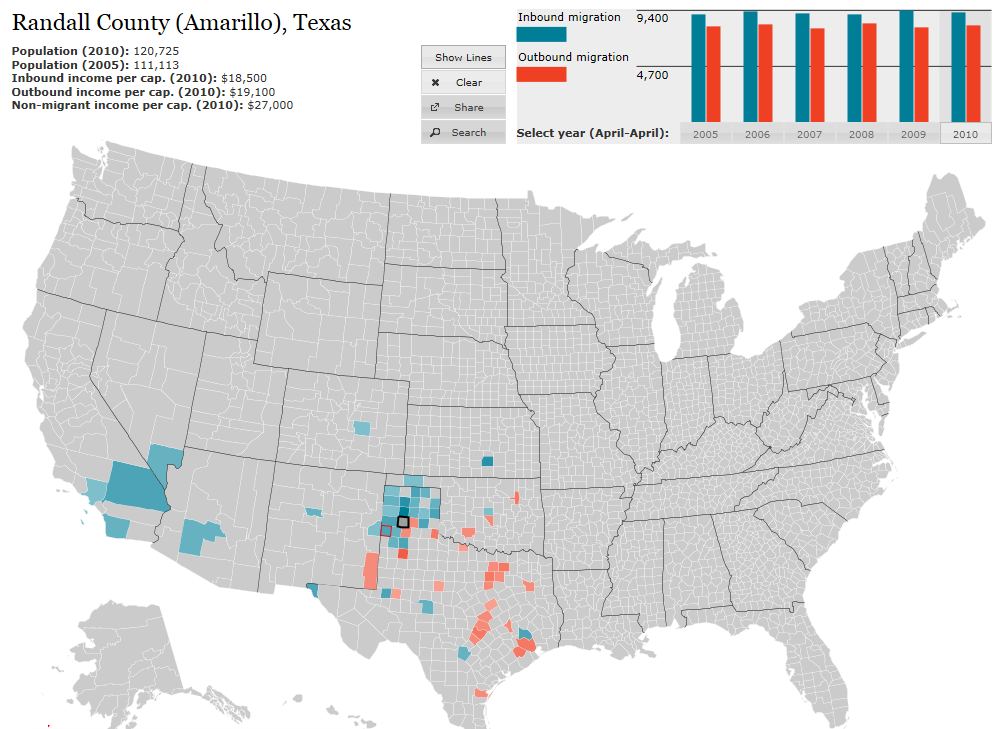 Randall County (Amarillo), Texas
Population (2010): 120,725
Population (2005): 111,113
Inbound income per cap. (2010): $18,500
Outbound income per cap. (2010): $19,100
Non-migrant income per cap. (2010): $27,000
Show Lines
Clear
Share
Search
Inbound migration
Outbound migration
9,400
4,700
Select year (April-April):
2005
2006
2007
2008
2009
2010